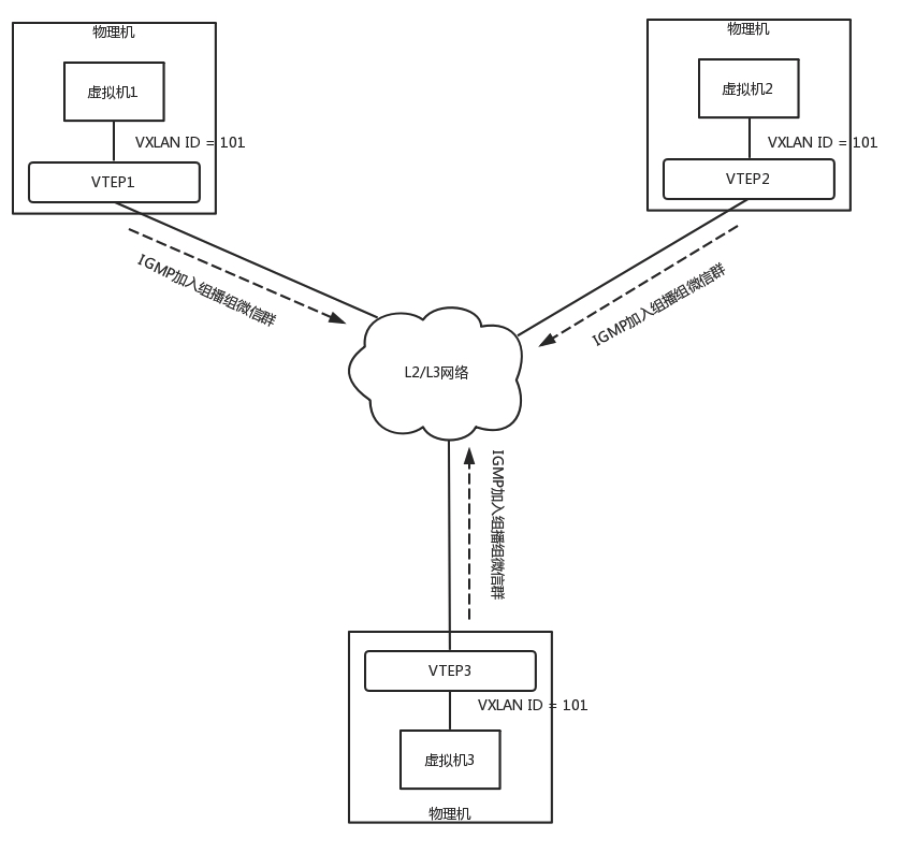 物理机
虚拟机1
VXLAN ID = 101
VTEP1
IGMP加入组播组微信群
物理机
虚拟机2
VXLAN ID = 101
VTEP2
IGMP加入组播组微信群
L2/L3网络
IGMP加入组播组微信群
VTEP3
VXLAN ID = 101
虚拟机3
物理机